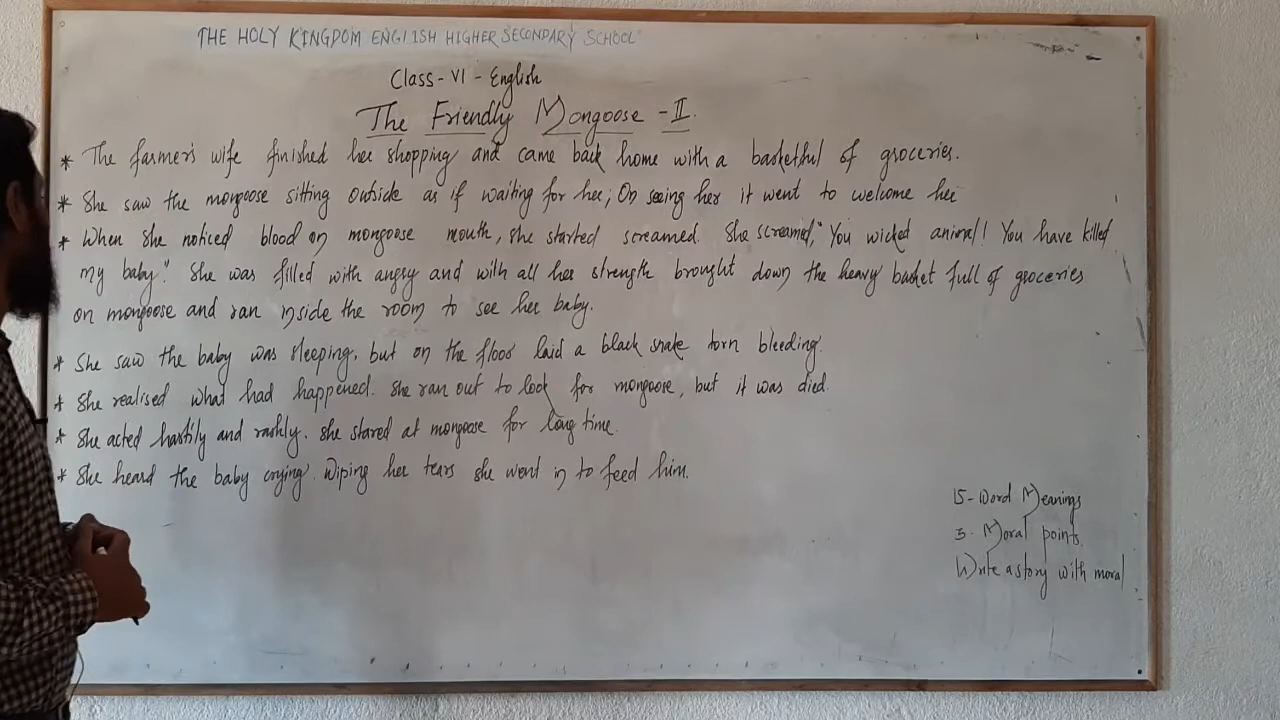 THE HOLY KINGDOM ENGLISH HIGHER SECONDARY SCHOOL
Class - VI - English
The Friendly Mongoose - II.
* The farmer's wife finished her shopping and came back home with a basketful of groceries.
* She saw the mongoose sitting outside as if waiting for her; On seeing her it went to welcome her
* When she noticed blood on mongoose mouth, she started screamed. She screamed, "You wicked animal! You have killed
my baby". She was filled with angry and with all her strength brought down the heavy basket full of groceries
on mongoose and ran inside the room to see her baby.
* She saw the baby was sleeping, but on the floor laid a black snake torn bleeding.
* She realised what had happened. she ran out to look for mongoose, but it was died.
* She acted hastily and rashly. she stared at mongoose for long time.
* She heard the baby crying. Wiping her tears she went in to feed him.
15 - Word Meanings
3. Moral points
Write a story with moral